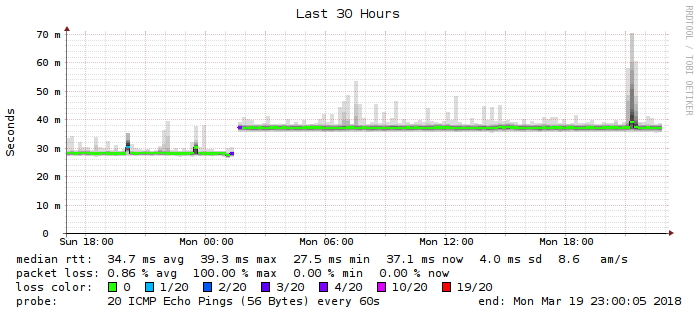 Last 30 Hours
RRDTOOL / TOBI OETIKER
Seconds
70 m
60 m
50 m
40 m
30 m
20 m
10 m
0
Sun 18:00 Mon 00:00 Mon 06:00 Mon 12:00 Mon 18:00
median rtt: 34.7 ms avg 39.3 ms max 27.5 ms min 37.1 ms now 4.0 ms sd 8.6 am/s
packet loss: 0.86 % avg 100.00 % max 0.00 % min 0.00 % now
loss color: 0 1/20 2/20 3/20 4/20 10/20 19/20
probe: 20 ICMP Echo Pings (56 Bytes) every 60s end: Mon Mar 19 23:00:05 2018